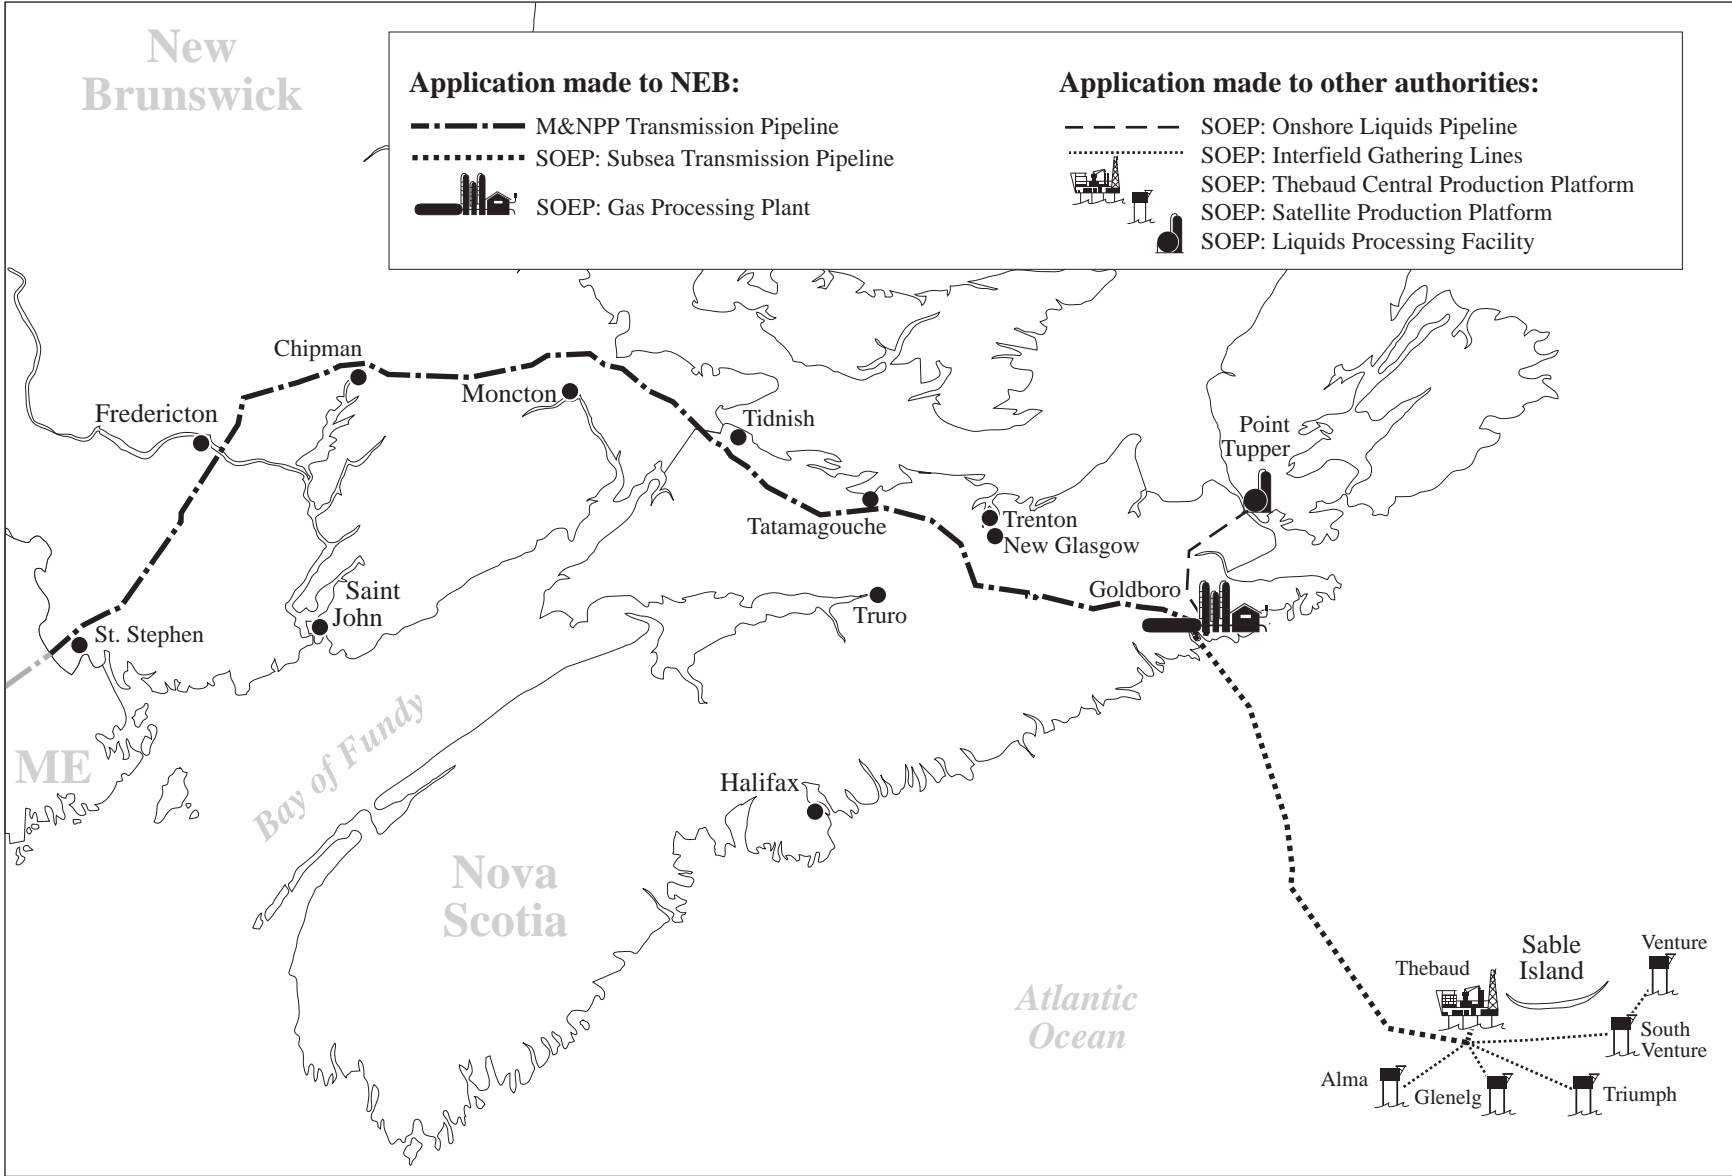 New
Brunswick
Application made to NEB:
M&NPP Transmission Pipeline
SOEP: Subsea Transmission Pipeline
SOEP: Gas Processing Plant
Application made to other authorities:
SOEP: Onshore Liquids Pipeline
SOEP: Interfield Gathering Lines
SOEP: Thebaud Central Production Platform
SOEP: Satellite Production Platform
SOEP: Liquids Processing Facility
Chipman
Moncton
Fredericton
Tidnish
Point
Tupper
Tatamagouche
Trenton
New Glasgow
Goldboro
Saint
John
Truro
St. Stephen
ME
Bay of Fundy
Halifax
Nova
Scotia
Atlantic
Ocean
Sable
Island
Venture
Thebaud
South
Venture
Alma
Glenelg
Triumph